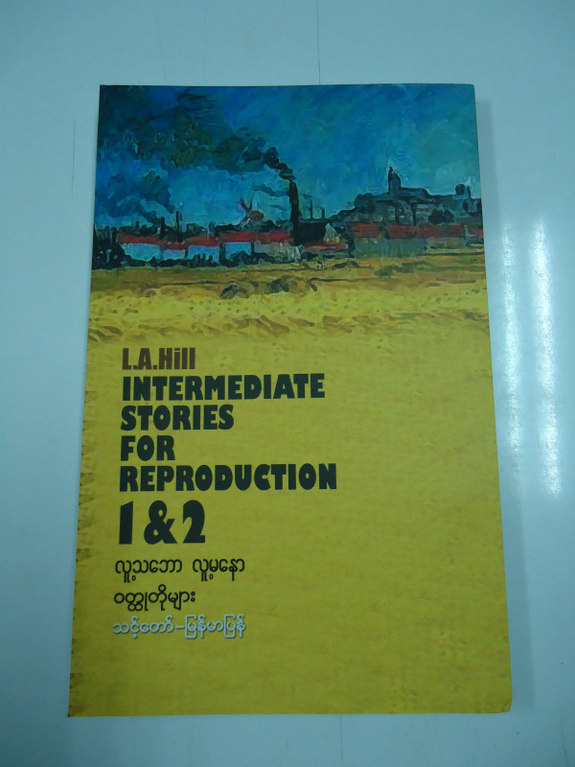 L.A.Hill
INTERMEDIATE
STORIES
FOR
REPRODUCTION
1 & 2
လူ့သဘော လူ့မနော
ဝတ္ထုတိုများ
သင့်တော်-မြန်မာပြန်